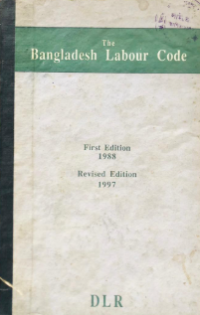 The
Bangladesh Labour Code
First Edition
1988
Revised Edition
1997
DLR